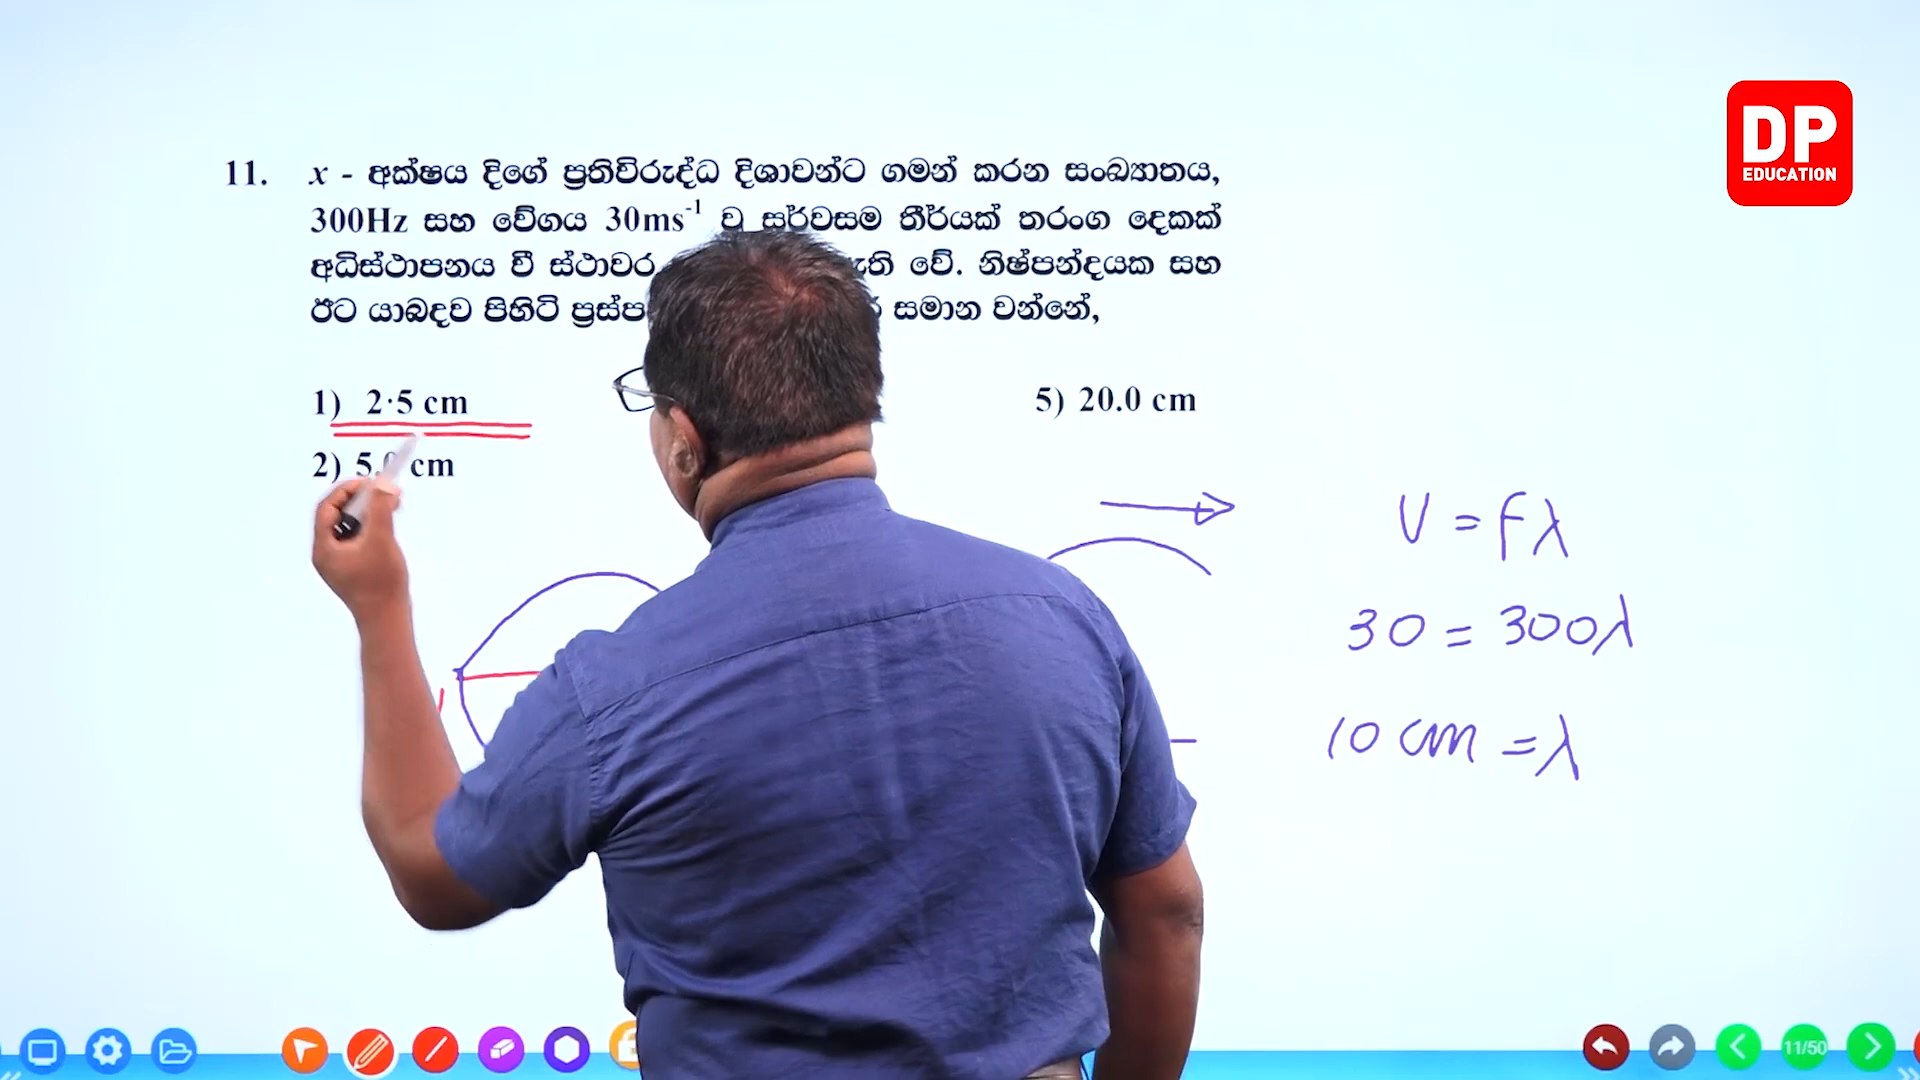 DP
EDUCATION
11. x - අක්ෂය දිගේ ප්‍රතිවිරුද්ධ දිශාවන්ට ගමන් කරන සංඛ්‍යාතය,
300Hz සහ වේගය 30ms⁻¹ වූ සර්වසම තීර්යක් තරංග දෙකක්
අධිස්ථාපනය වී ස්ථාවර වේ. නිෂ්පන්දයක සහ
ඊට යාබදව පිහිටි සමාන වන්නේ,
1) 2·5 cm
5) 20.0 cm
2) cm
V = fλ
30 = 300λ
10 cm = λ
11/50